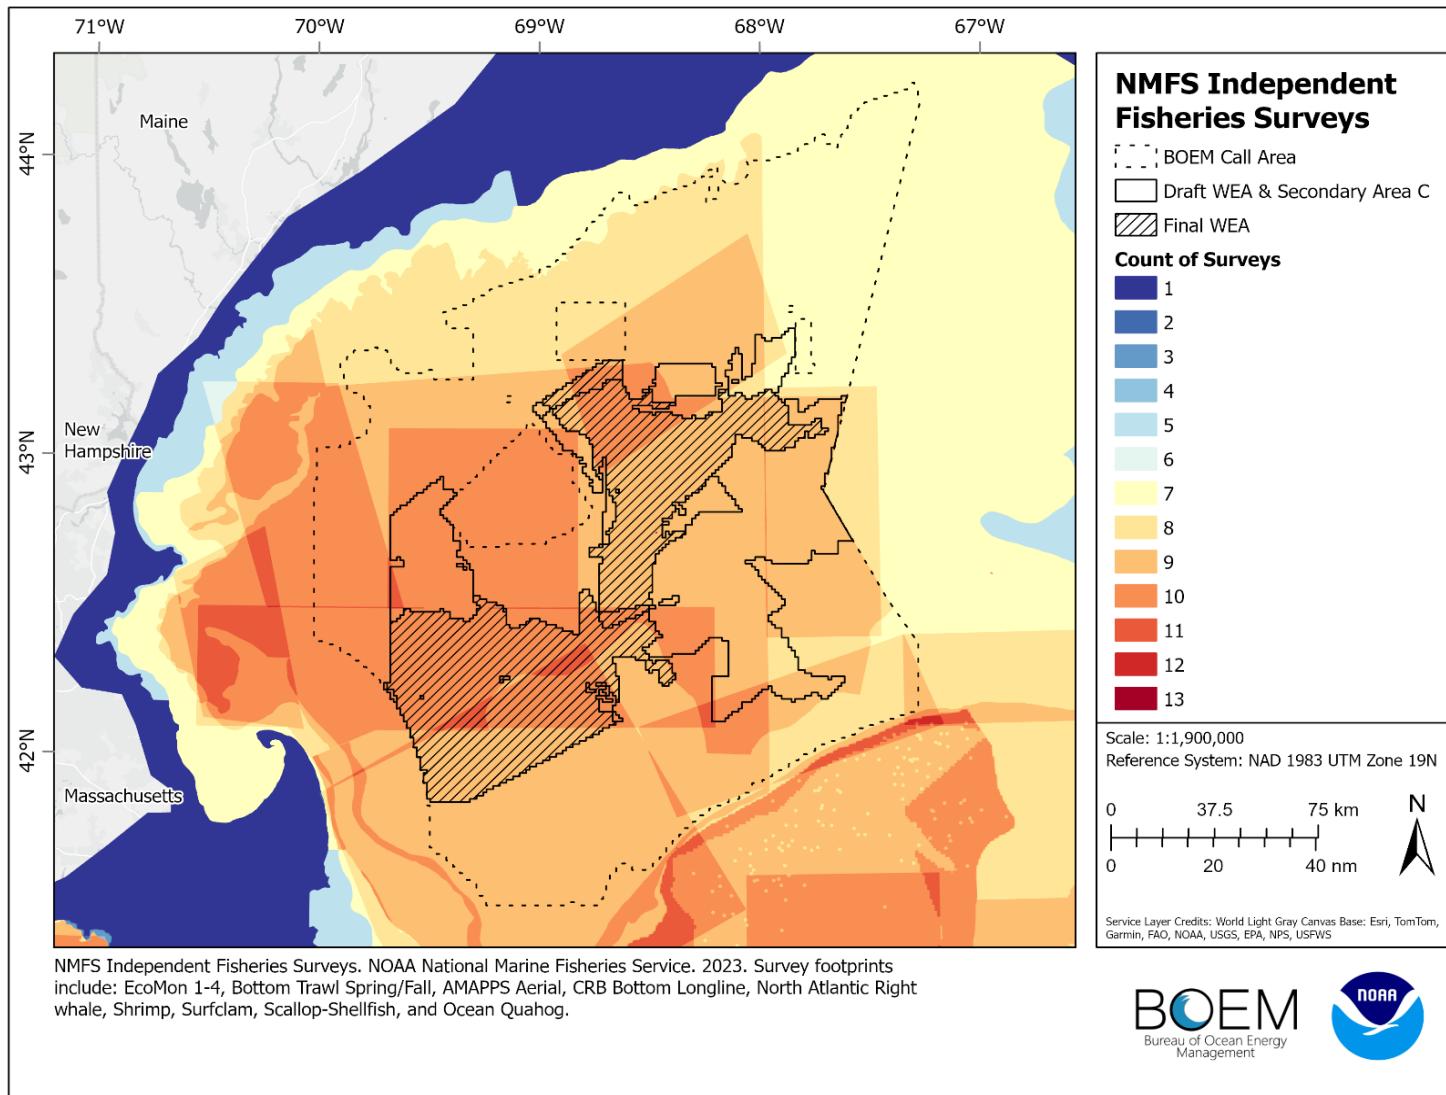 71°W 70°W 69°W 68°W 67°W
44°N
43°N
42°N
Maine
New
Hampshire
Massachusetts
NMFS Independent
Fisheries Surveys
BOEM Call Area
Draft WEA & Secondary Area C
Final WEA
Count of Surveys
1
2
3
4
5
6
7
8
9
10
11
12
13
Scale: 1:1,900,000
Reference System: NAD 1983 UTM Zone 19N
0 37.5 75 km
0 20 40 nm
N
Service Layer Credits: World Light Gray Canvas Base: Esri, TomTom,
Garmin, FAO, NOAA, USGS, EPA, NPS, USFWS
NMFS Independent Fisheries Surveys. NOAA National Marine Fisheries Service. 2023. Survey footprints
include: EcoMon 1-4, Bottom Trawl Spring/Fall, AMAPPS Aerial, CRB Bottom Longline, North Atlantic Right
whale, Shrimp, Surfclam, Scallop-Shellfish, and Ocean Quahog.
BOEM
Bureau of Ocean Energy
Management
NOAA